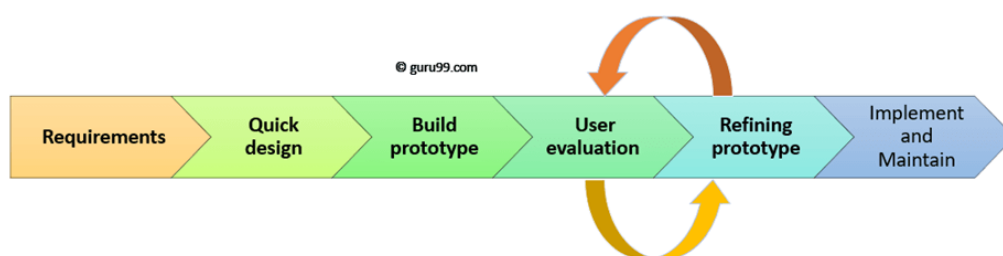 © guru99.com
Requirements
Quick
design
Build
prototype
User
evaluation
Refining
prototype
Implement
and
Maintain